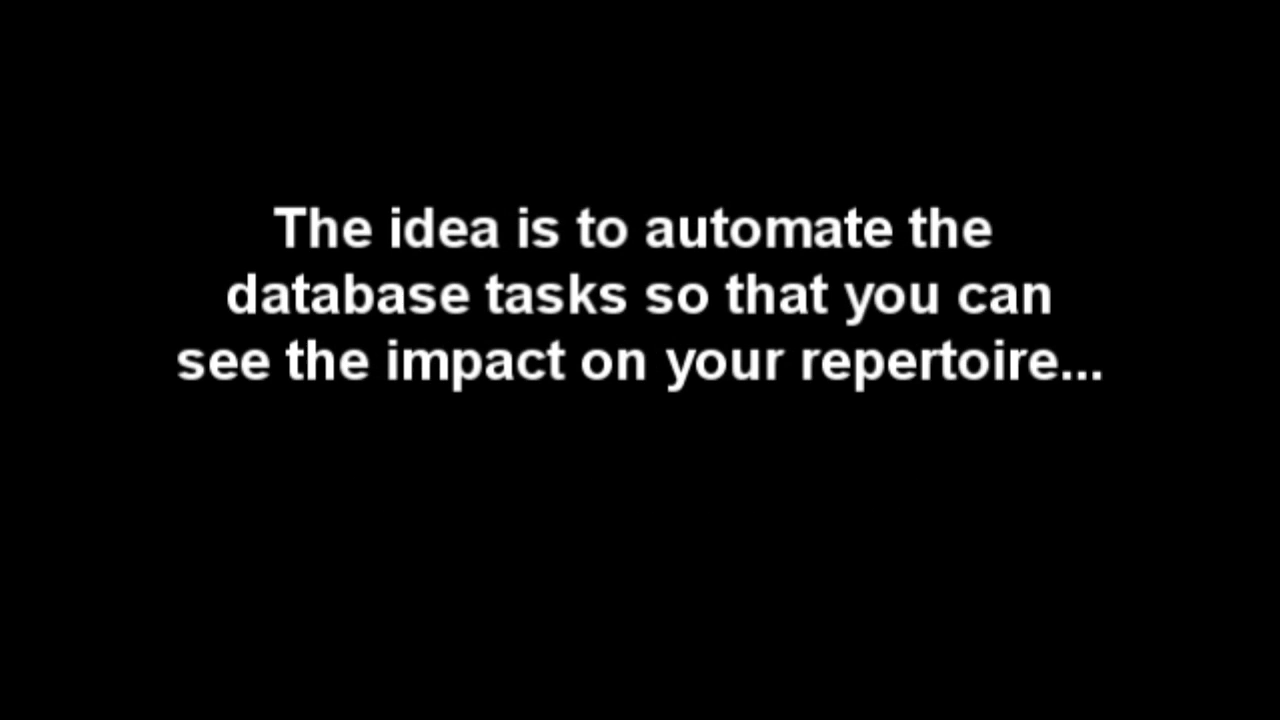 The idea is to automate the
database tasks so that you can
see the impact on your repertoire...